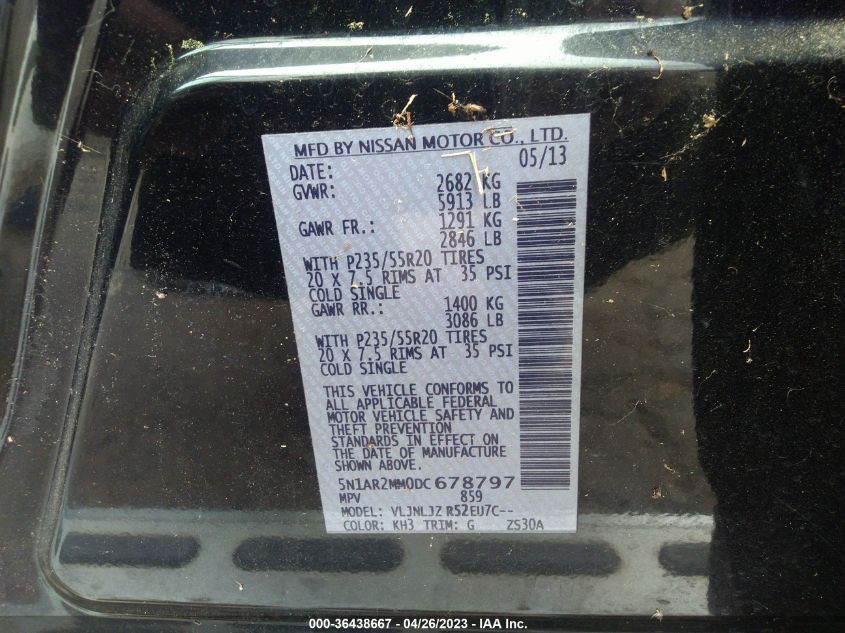 MFD BY NISSAN MOTOR CO., LTD.
DATE: 05/13
GVWR: 2682 KG
5913 LB
GAWR FR.: 1291 KG
2846 LB
WITH P235/55R20 TIRES
20 X 7.5 RIMS AT 35 PSI
COLD SINGLE
GAWR RR.: 1400 KG
3086 LB
WITH P235/55R20 TIRES
20 X 7.5 RIMS AT 35 PSI
COLD SINGLE
THIS VEHICLE CONFORMS TO
ALL APPLICABLE FEDERAL
MOTOR VEHICLE SAFETY AND
THEFT PREVENTION
STANDARDS IN EFFECT ON
THE DATE OF MANUFACTURE
SHOWN ABOVE.
5N1AR2MM0DC678797
MPV 859
MODEL: VLJNLJZ R52EU7C--
COLOR: KH3 TRIM: G ZS30A
000-36438667 - 04/26/2023 - IAA Inc.